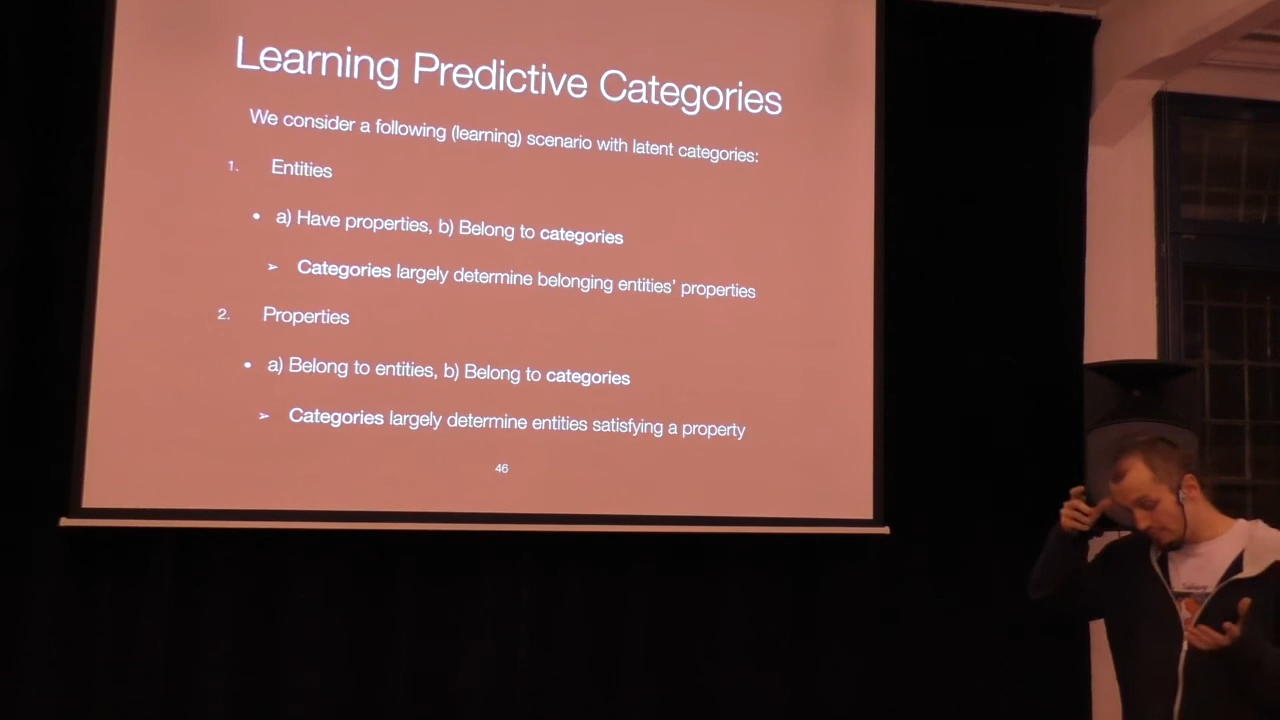 Learning Predictive Categories
We consider a following (learning) scenario with latent categories:
1. Entities
• a) Have properties, b) Belong to categories
➢ Categories largely determine belonging entities' properties
2. Properties
• a) Belong to entities, b) Belong to categories
➢ Categories largely determine entities satisfying a property
46